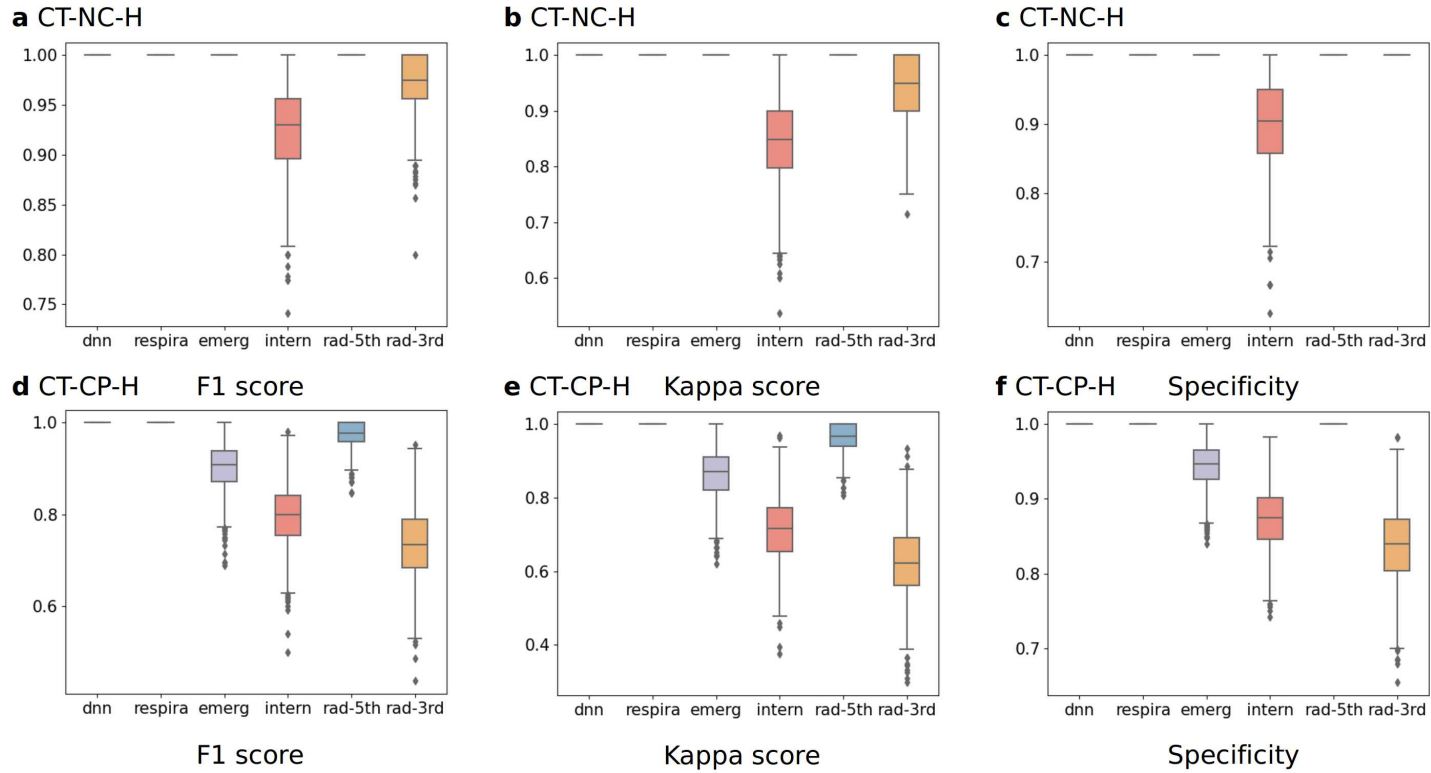 a CT-NC-H
b CT-NC-H
c CT-NC-H
1.00
0.95
0.90
0.85
0.80
0.75
dnn respira emerg intern rad-5th rad-3rd
1.0
0.9
0.8
0.7
0.6
dnn respira emerg intern rad-5th rad-3rd
1.0
0.9
0.8
0.7
dnn respira emerg intern rad-5th rad-3rd
d CT-CP-H F1 score
e CT-CP-H Kappa score
f CT-CP-H Specificity
1.0
0.8
0.6
dnn respira emerg intern rad-5th rad-3rd
1.0
0.8
0.6
0.4
dnn respira emerg intern rad-5th rad-3rd
1.0
0.9
0.8
0.7
dnn respira emerg intern rad-5th rad-3rd
F1 score
Kappa score
Specificity